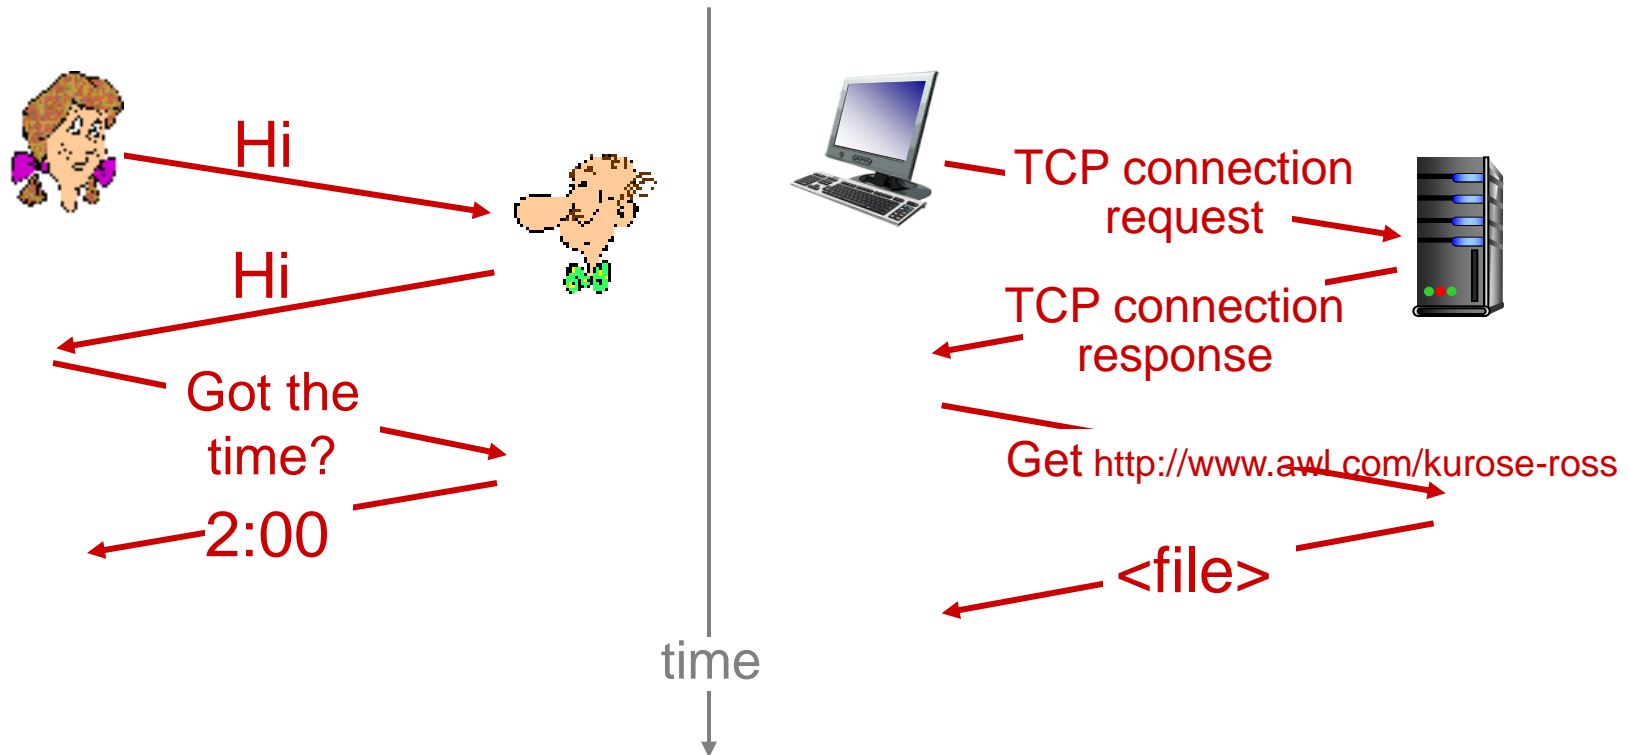 Hi
Hi
Got the
time?
2:00
time
TCP connection
request
TCP connection
response
Get http://www.awl.com/kurose-ross
<file>